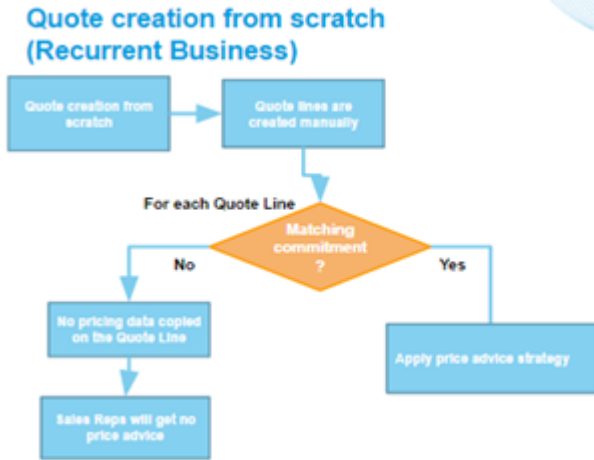 Quote creation from scratch
(Recurrent Business)
Quote creation from
scratch
Quote lines are
created manually
For each Quote Line
Matching
commitment
?
No
Yes
No pricing data copied
on the Quote Line
Apply price advice strategy
Sales Reps will get no
price advice